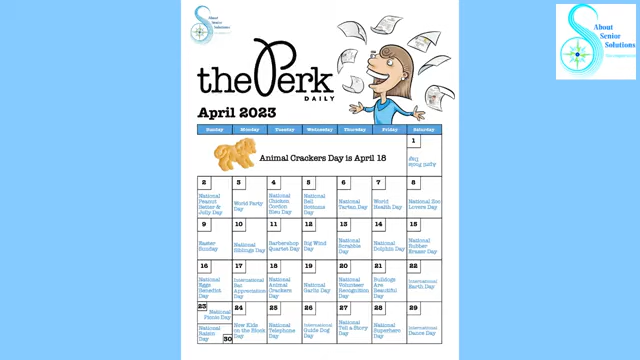 About
Senior
Solutions
the Perk
DAILY
April 2023
Sunday Monday Tuesday Wednesday Thursday Friday Saturday
Animal Crackers Day is April 18
1
April Fools
Day
2
National
Peanut
Butter &
Jelly Day
3
World Party
Day
4
National
Chicken
Cordon
Bleu Day
5
National
Bell
Bottoms
Day
6
National
Tartan Day
7
World
Health Day
8
National Zoo
Lovers Day
9
Easter
Sunday
10
National
Siblings Day
11
Barbershop
Quartet Day
12
Big Wind
Day
13
National
Scrabble
Day
14
National
Dolphin Day
15
National
Rubber
Eraser Day
16
National
Eggs
Benedict
Day
17
International
Bat
Appreciation
Day
18
National
Animal
Crackers
Day
19
National
Garlic Day
20
National
Volunteer
Recognition
Day
21
Bulldogs
Are
Beautiful
Day
22
International
Earth Day
23
National
Picnic Day
National
Raisin
Day
30
24
New Kids
on the Block
Day
25
National
Telephone
Day
26
International
Guide Dog
Day
27
National
Tell a Story
Day
28
National
Superhero
Day
29
International
Dance Day
About
Senior
Solutions